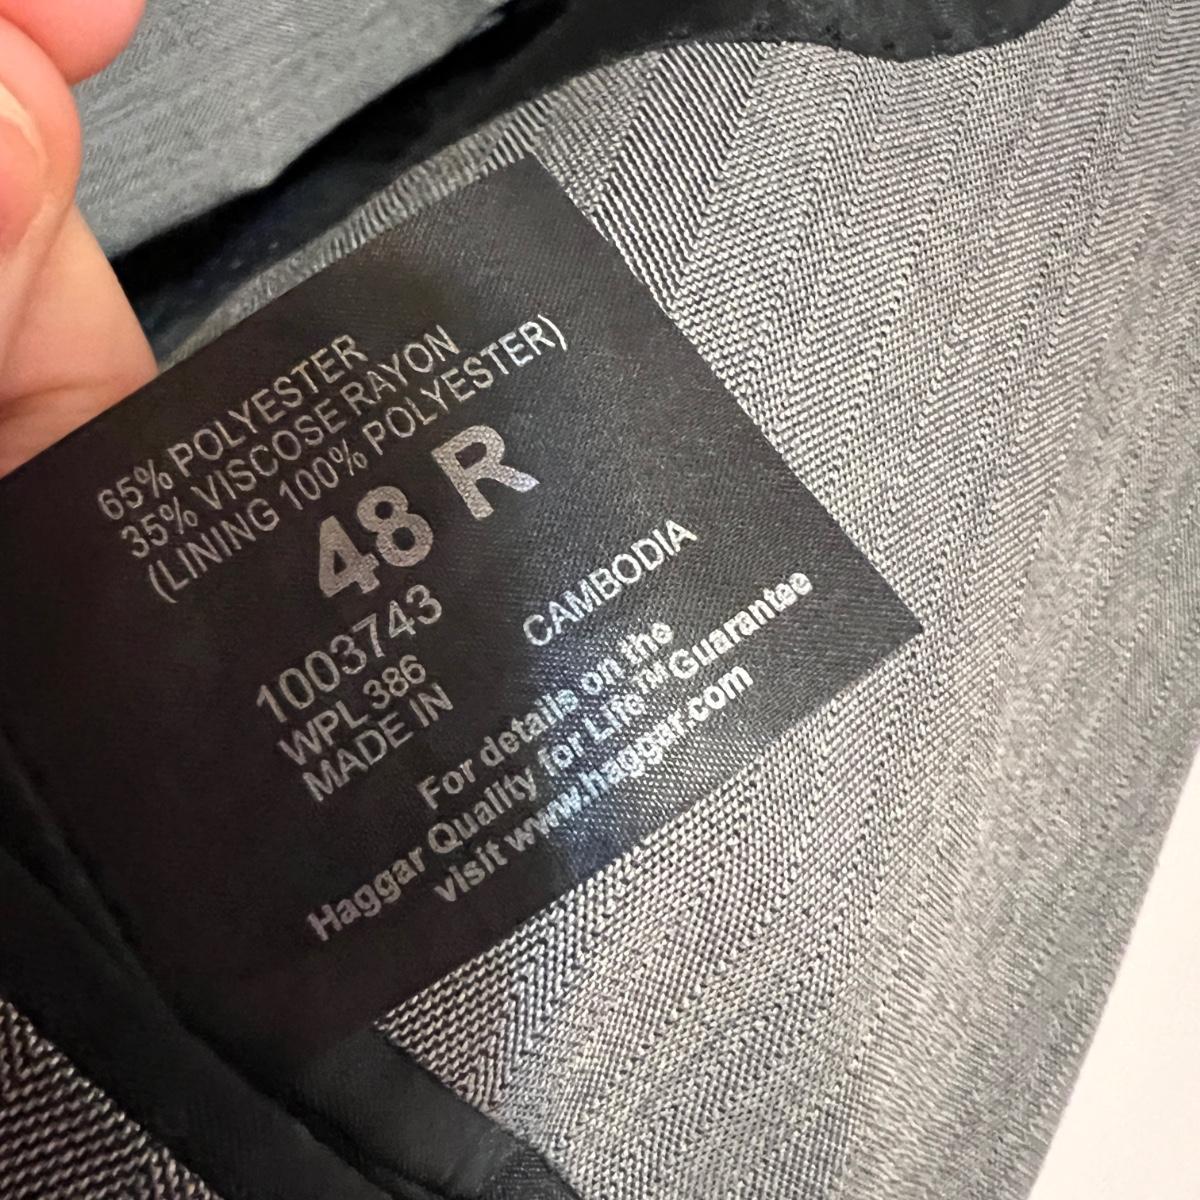 65% POLYESTER
35% VISCOSE RAYON
(LINING 100% POLYESTER)
48 R
1003743
WPL 386
MADE IN CAMBODIA
For details on the
Haggar Quality for Life™ Guarantee
visit www.haggar.com